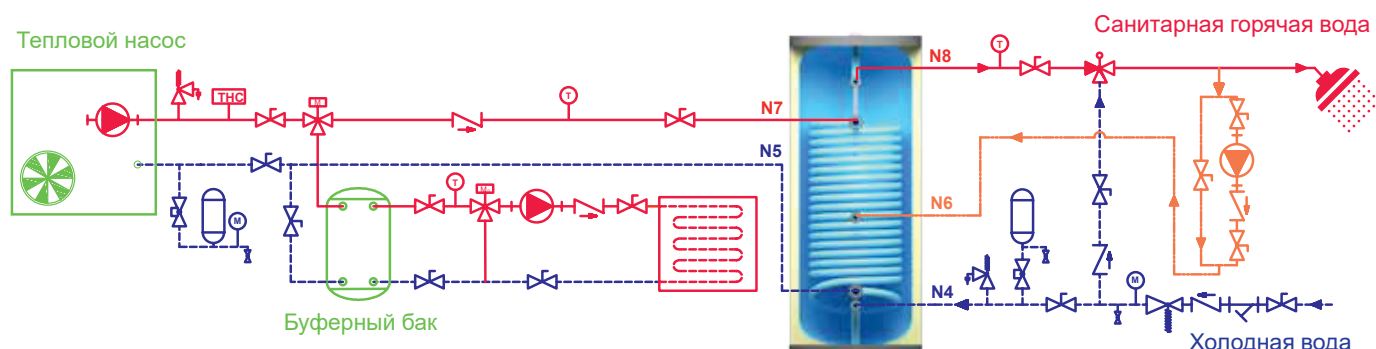 Санитарная горячая вода
Тепловой насос
N8
T
M
THC
T
N7
N5
T
M
M
N6
M
N4
Буферный бак
Холодная вода